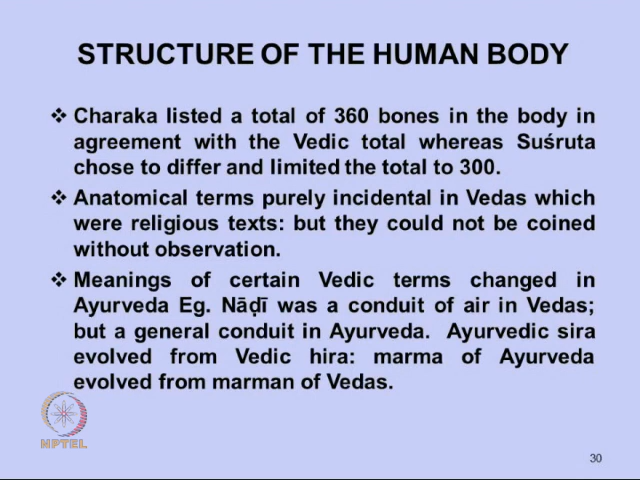 STRUCTURE OF THE HUMAN BODY
❖ Charaka listed a total of 360 bones in the body in
agreement with the Vedic total whereas Suśruta
chose to differ and limited the total to 300.
❖ Anatomical terms purely incidental in Vedas which
were religious texts: but they could not be coined
without observation.
❖ Meanings of certain Vedic terms changed in
Ayurveda Eg. Nāḍī was a conduit of air in Vedas;
but a general conduit in Ayurveda. Ayurvedic sira
evolved from Vedic hira: marma of Ayurveda
evolved from marman of Vedas.
NPTEL
30